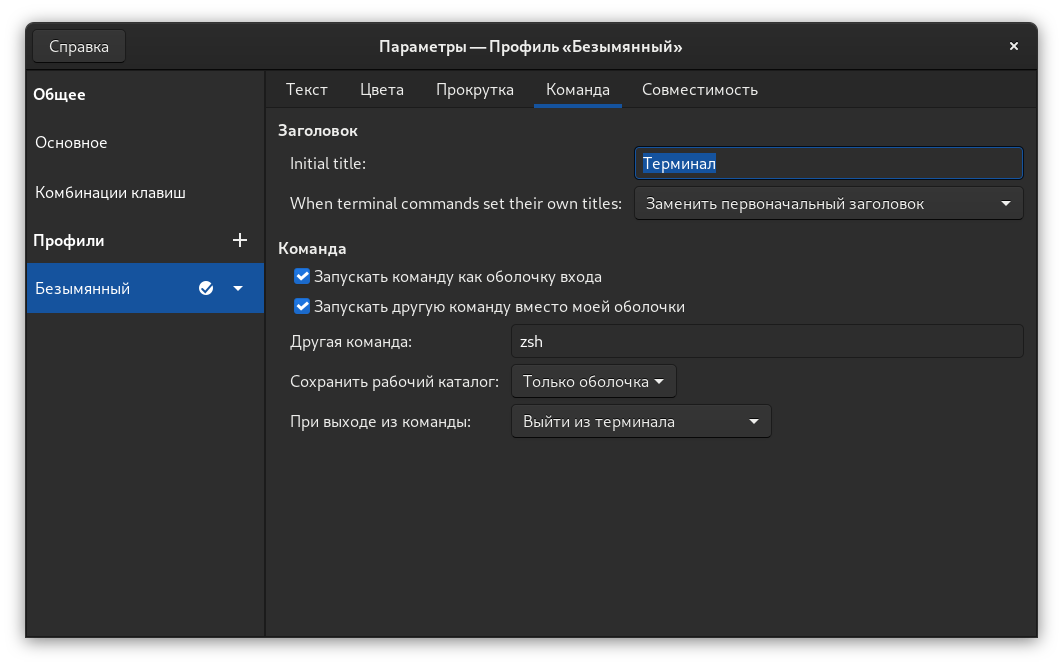 Справка
Параметры — Профиль «Безымянный»
Общее
Основное
Комбинации клавиш
Профили
Безымянный
Текст Цвета Прокрутка Команда Совместимость
Заголовок
Initial title: Терминал
When terminal commands set their own titles: Заменить первоначальный заголовок
Команда
Запускать команду как оболочку входа
Запускать другую команду вместо моей оболочки
Другая команда: zsh
Сохранить рабочий каталог: Только оболочка
При выходе из команды: Выйти из терминала